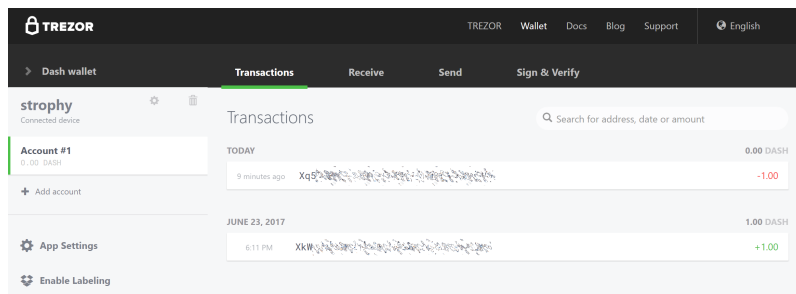 TREZOR
TREZOR Wallet Docs Blog Support English
Dash wallet
Transactions Receive Send Sign & Verify
strophy
Connected device
Account #1
0.00 DASH
+ Add account
App Settings
Enable Labeling
Transactions
Search for address, date or amount
TODAY 0.00 DASH
9 minutes ago Xq5 -1.00
JUNE 23, 2017 1.00 DASH
6:11 PM XkW +1.00